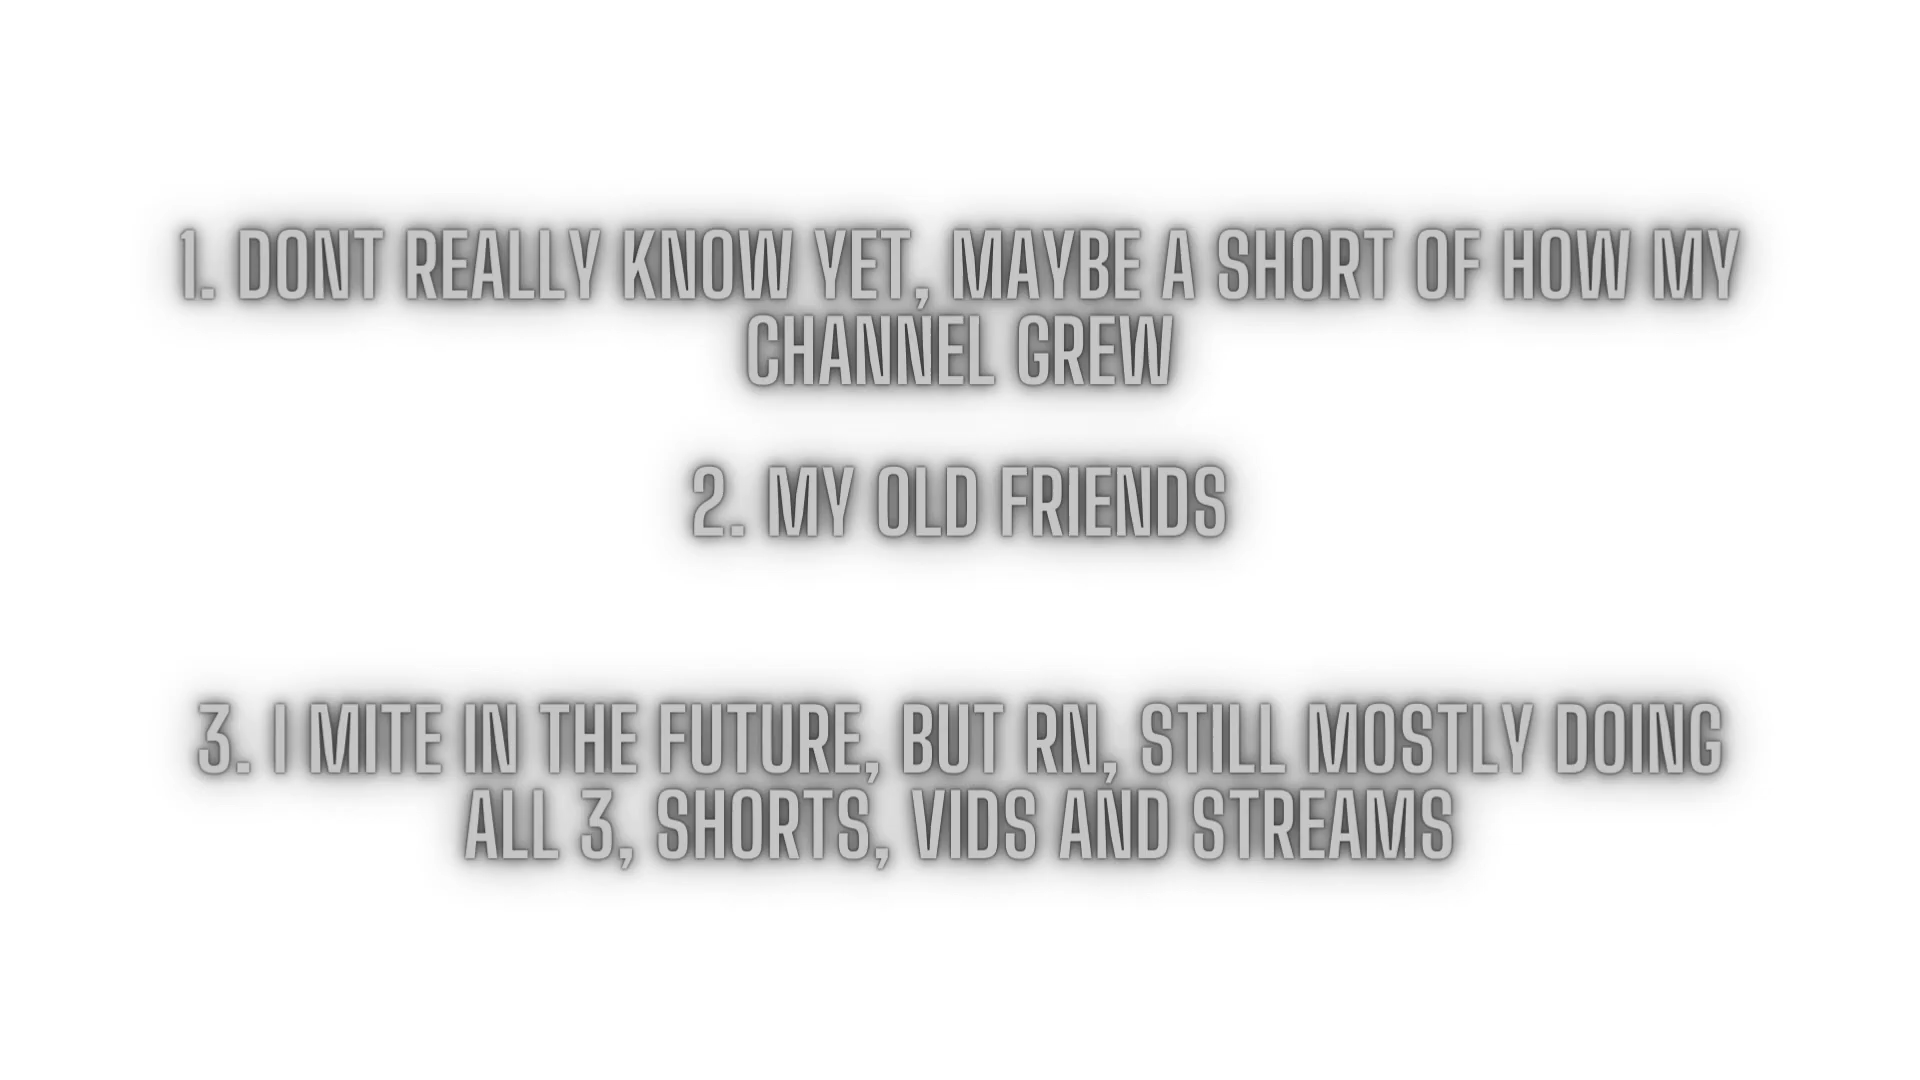 1. DONT REALLY KNOW YET, MAYBE A SHORT OF HOW MY
CHANNEL GREW
2. MY OLD FRIENDS
3. I MITE IN THE FUTURE, BUT RN, STILL MOSTLY DOING
ALL 3, SHORTS, VIDS AND STREAMS